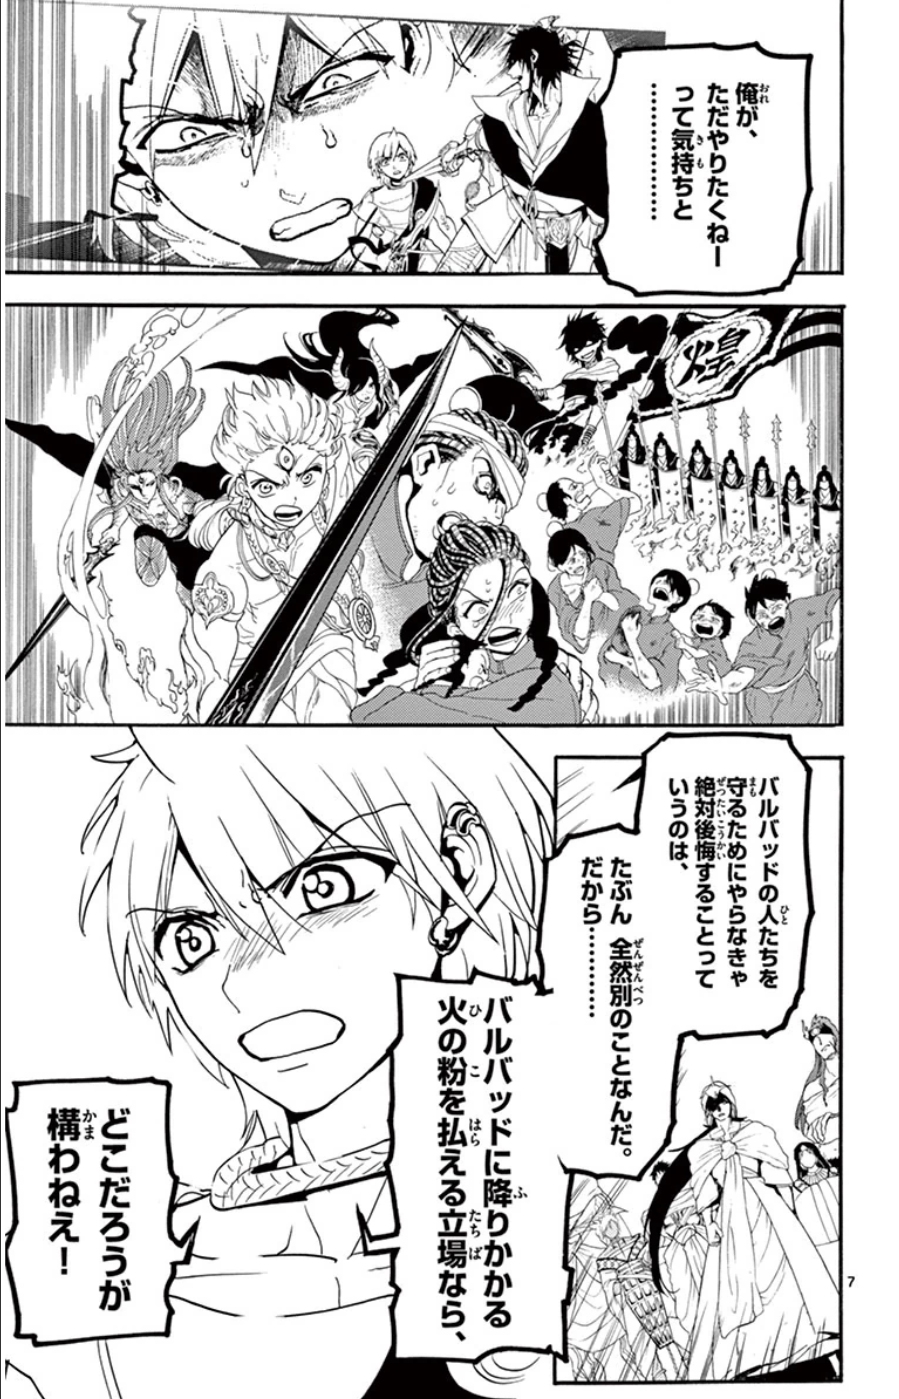 俺が、
ただやりたくねー
って気持ちと
…………
煌
バルバッドの人たちを
守るためにやらなきゃ
絶対後悔することって
いうのは、
たぶん 全然別のことなんだ。
だから…………
バルバッドに降りかかる
火の粉を払える立場なら、
どこだろうが
構わねえ!
7